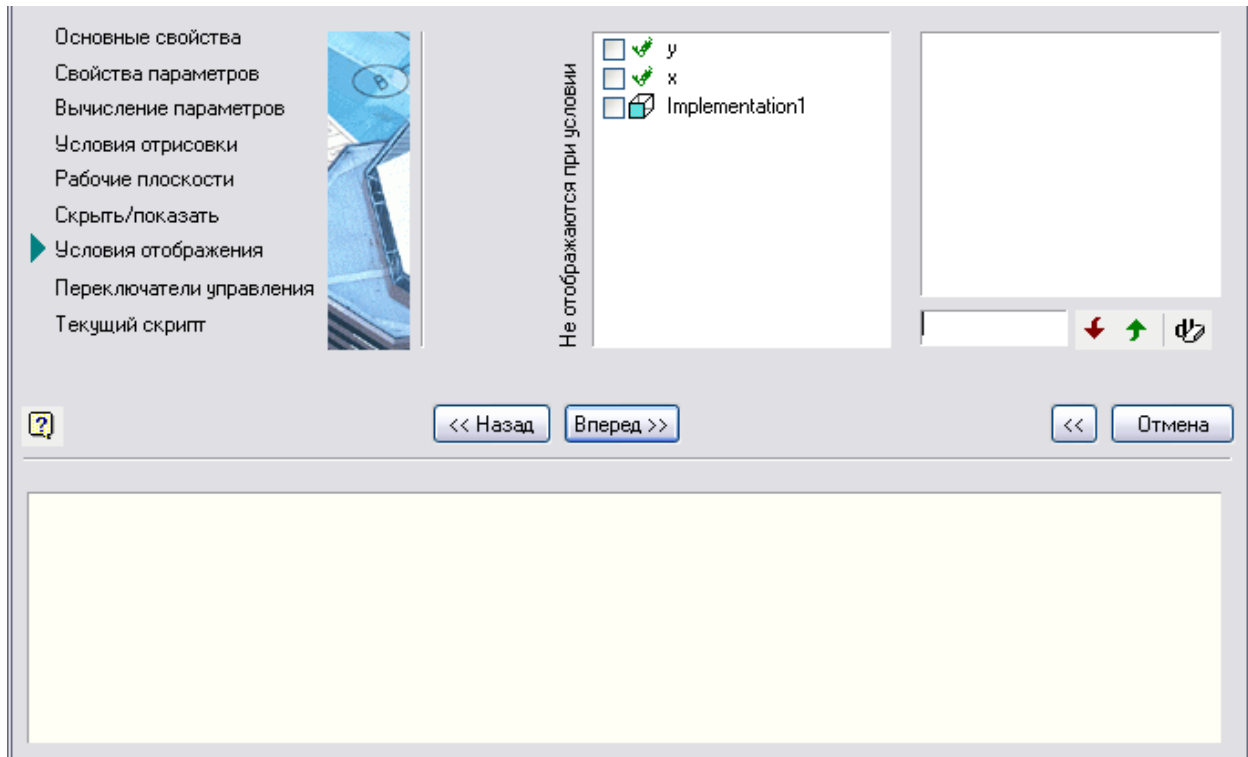 Основные свойства
Свойства параметров
Вычисление параметров
Условия отрисовки
Рабочие плоскости
Скрыть/показать
Условия отображения
Переключатели управления
Текущий скрипт
Не отображаются при условии
y
x
Implementation1
<< Назад
Вперед >>
<<
Отмена